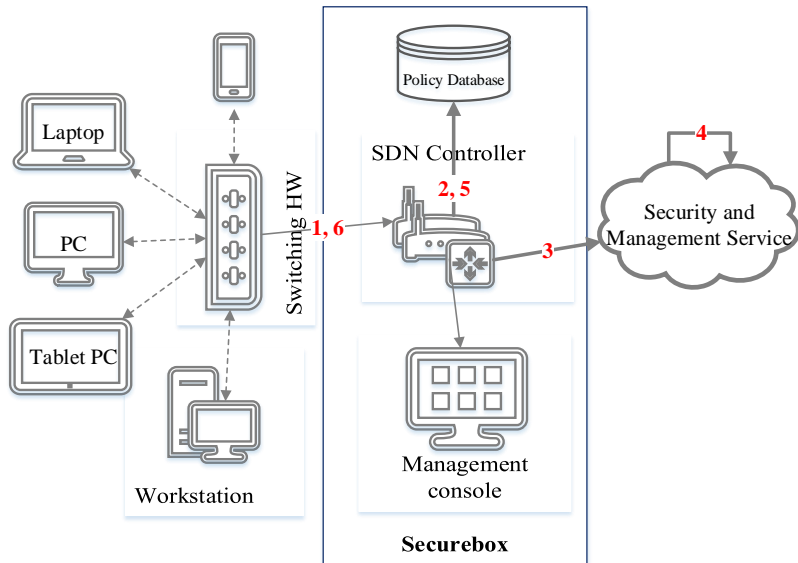 Policy Database
Laptop
SDN Controller
4
2, 5
Switching HW
1, 6
3
PC
Security and
Management Service
Tablet PC
Management
console
Workstation
Securebox